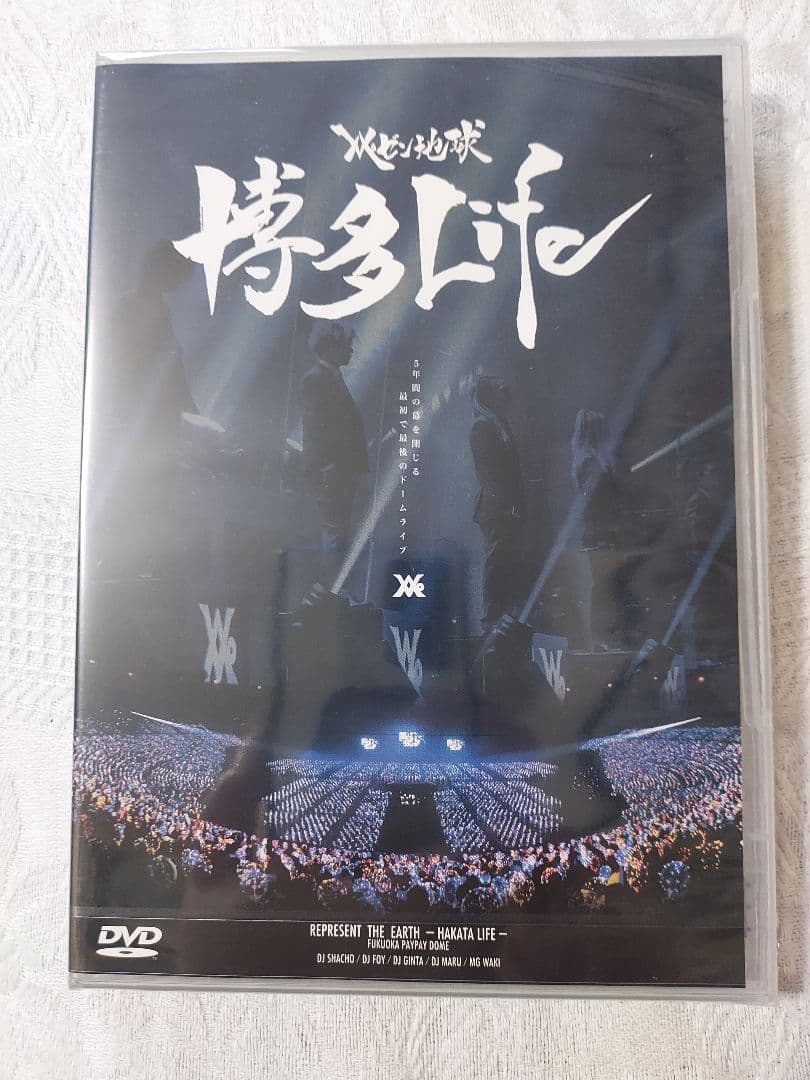 レペゼン地球
博多Life
5年間の幕を閉じる
最初で最後のドームライブ
DVD
REPRESENT THE EARTH -HAKATA LIFE-
FUKUOKA PAYPAY DOME
DJ SHACHO / DJ FOY / DJ GINTA / DJ MARU / MG WAKI